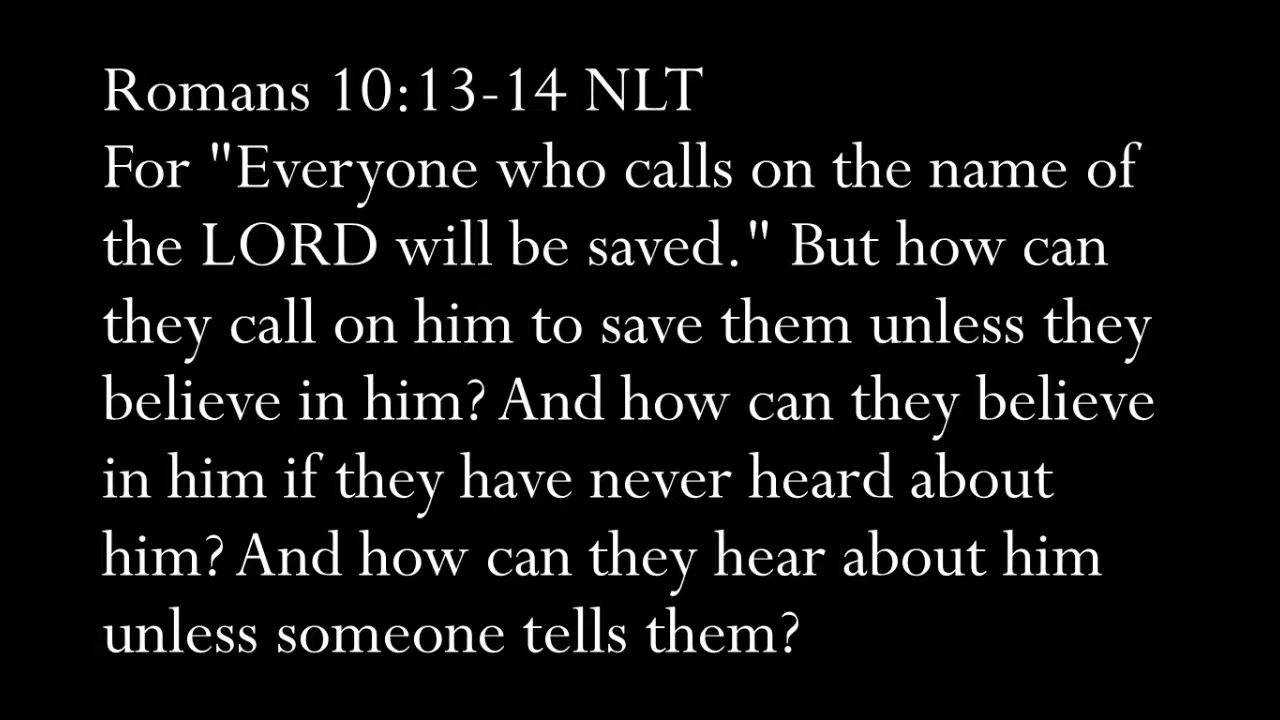 Romans 10:13-14 NLT
For "Everyone who calls on the name of
the LORD will be saved." But how can
they call on him to save them unless they
believe in him? And how can they believe
in him if they have never heard about
him? And how can they hear about him
unless someone tells them?